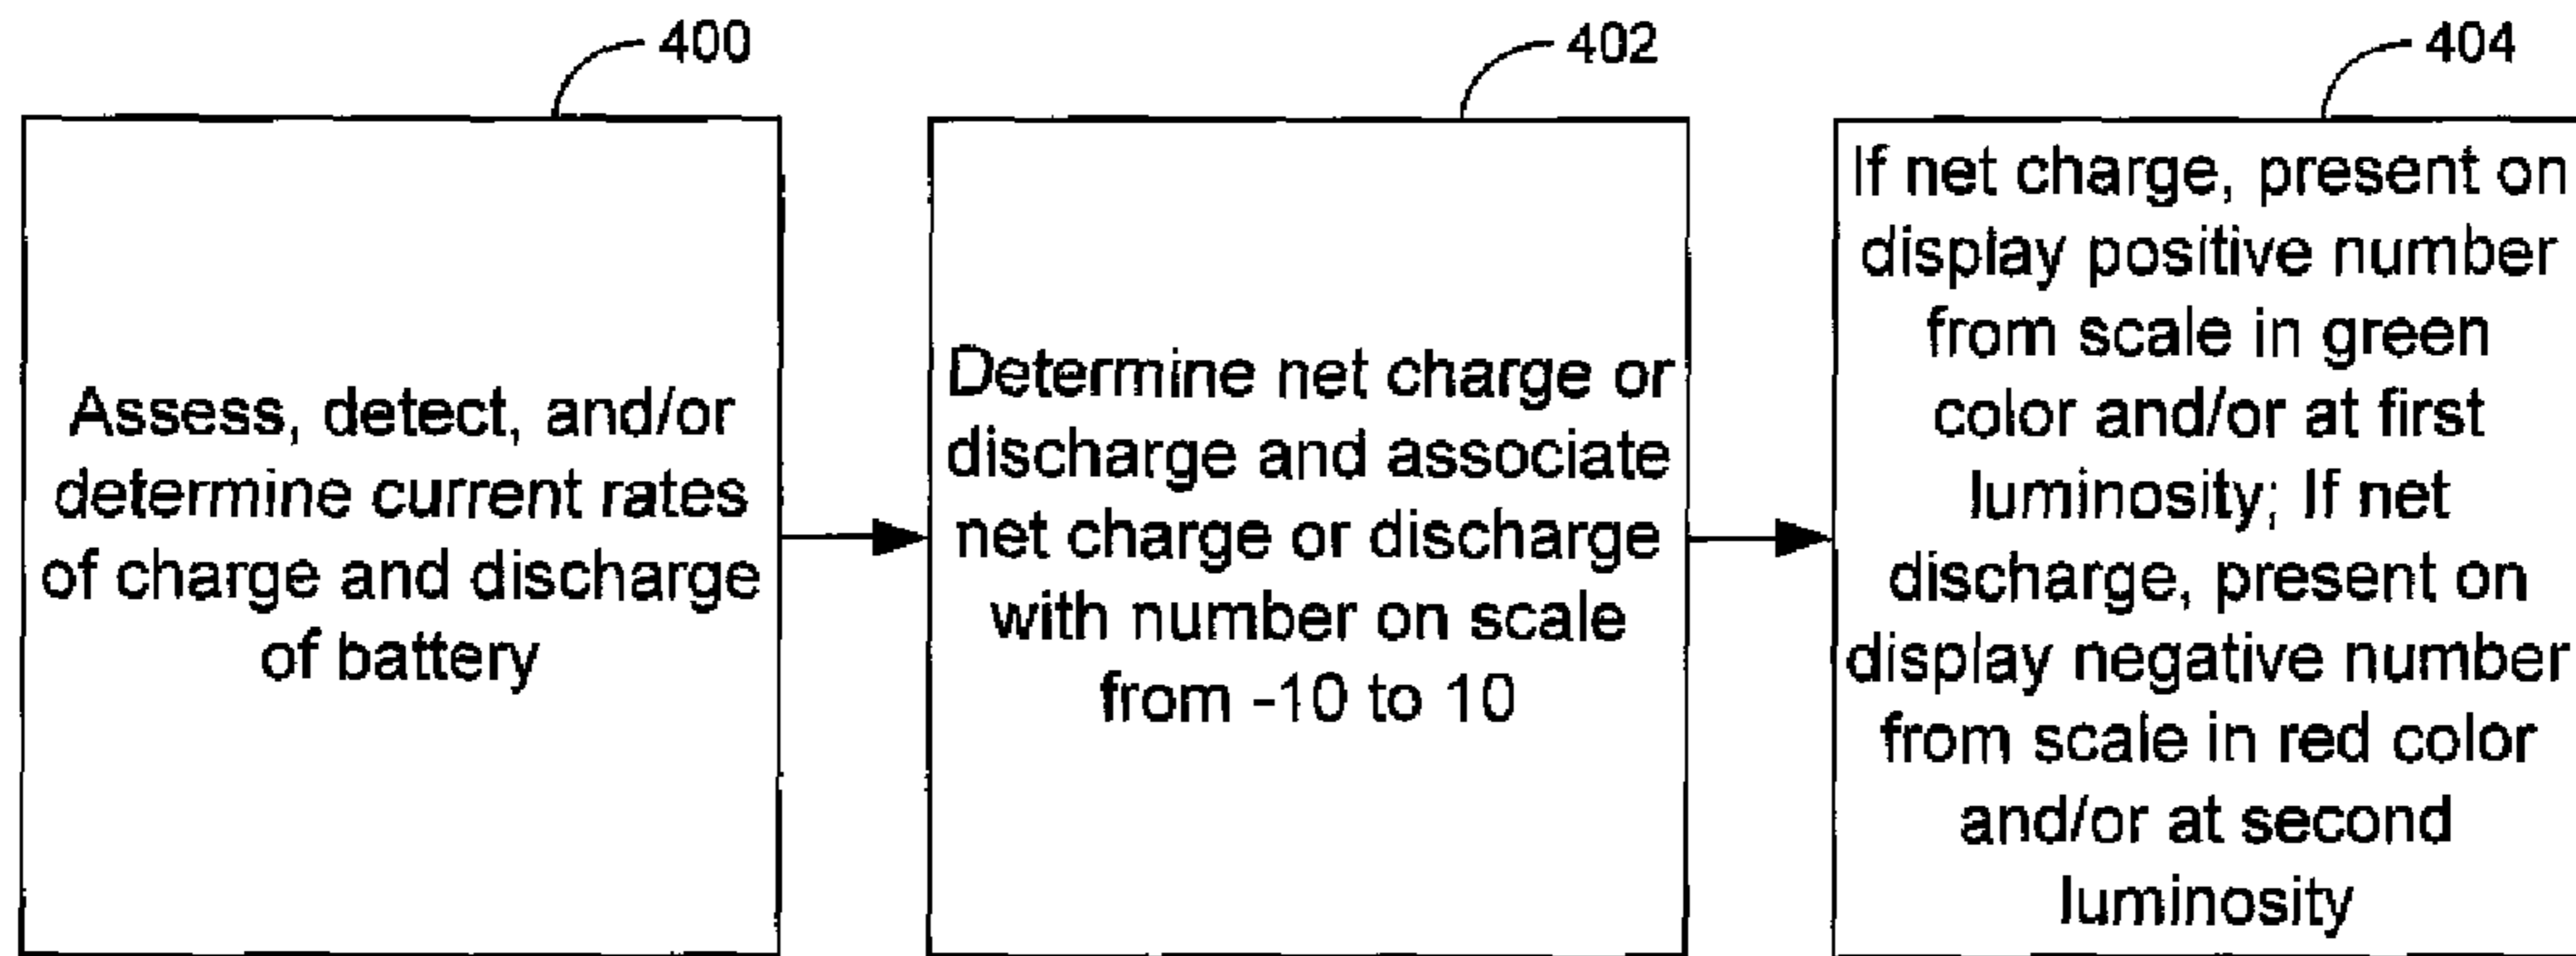 400
Assess, detect, and/or
determine current rates
of charge and discharge
of battery
402
Determine net charge or
discharge and associate
net charge or discharge
with number on scale
from -10 to 10
404
If net charge, present on
display positive number
from scale in green
color and/or at first
luminosity; If net
discharge, present on
display negative number
from scale in red color
and/or at second
luminosity